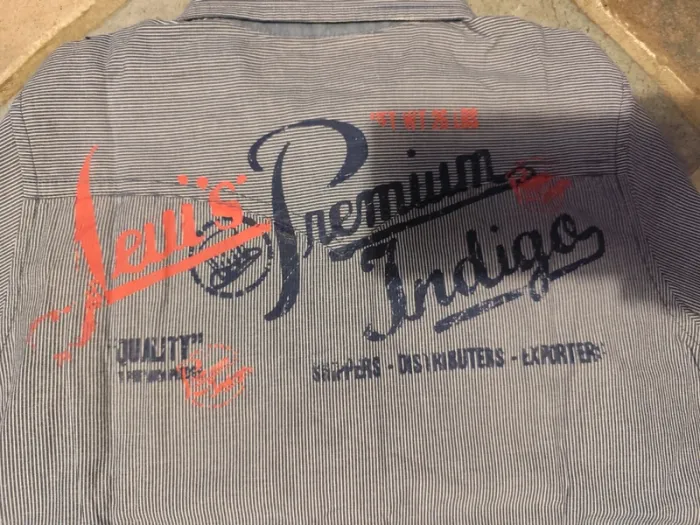 Levi's Premium
Indigo
"QUALITY"
SHIPPERS - DISTRIBUTERS - EXPORTERS